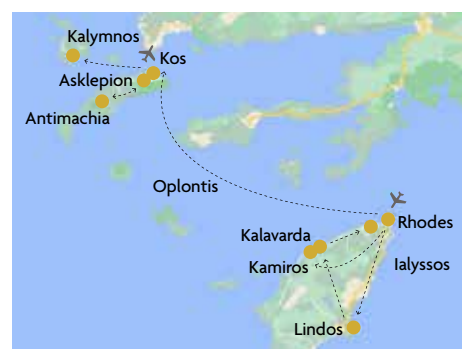 Kalymnos
Kos
Asklepion
Antimachia
Oplontis
Rhodes
Kalavarda
Ialyssos
Kamiros
Lindos